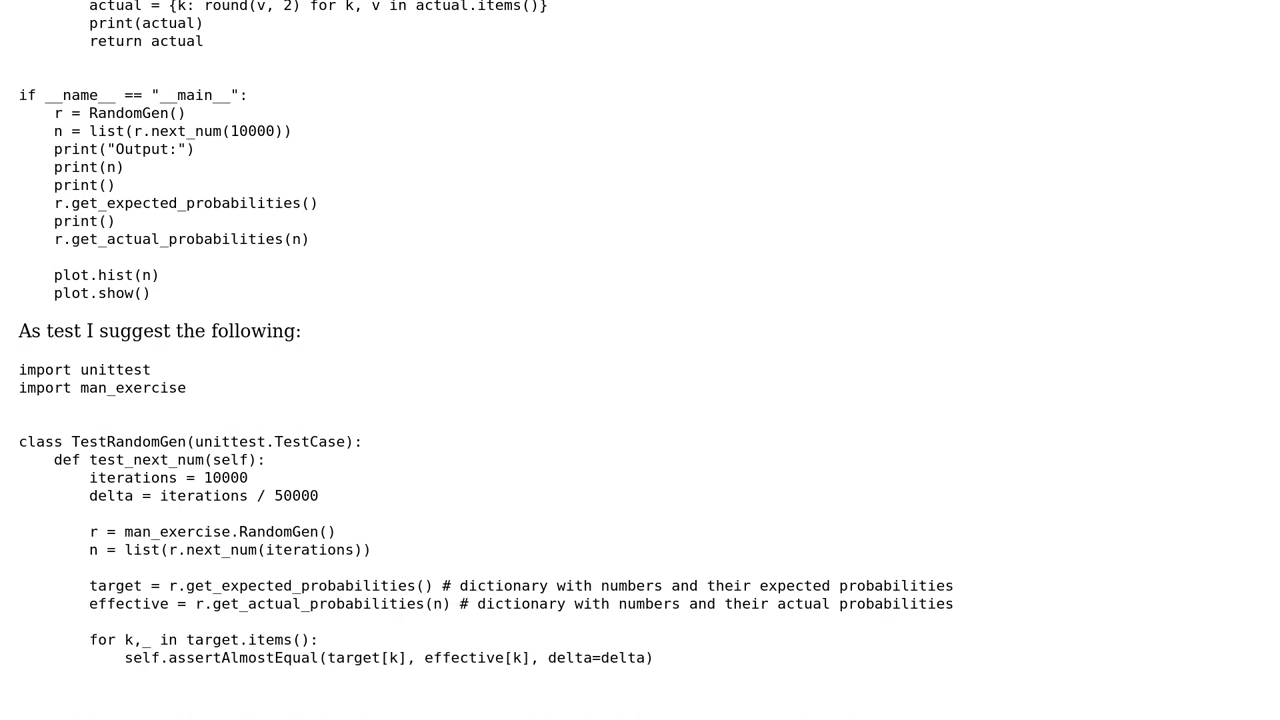 actual = {k: round(v, 2) for k, v in actual.items()}
        print(actual)
        return actual


if __name__ == "__main__":
    r = RandomGen()
    n = list(r.next_num(10000))
    print("Output:")
    print(n)
    print()
    r.get_expected_probabilities()
    print()
    r.get_actual_probabilities(n)

    plot.hist(n)
    plot.show()

As test I suggest the following:

import unittest
import man_exercise


class TestRandomGen(unittest.TestCase):
    def test_next_num(self):
        iterations = 10000
        delta = iterations / 50000

        r = man_exercise.RandomGen()
        n = list(r.next_num(iterations))

        target = r.get_expected_probabilities() # dictionary with numbers and their expected probabilities
        effective = r.get_actual_probabilities(n) # dictionary with numbers and their actual probabilities

        for k,_ in target.items():
            self.assertAlmostEqual(target[k], effective[k], delta=delta)